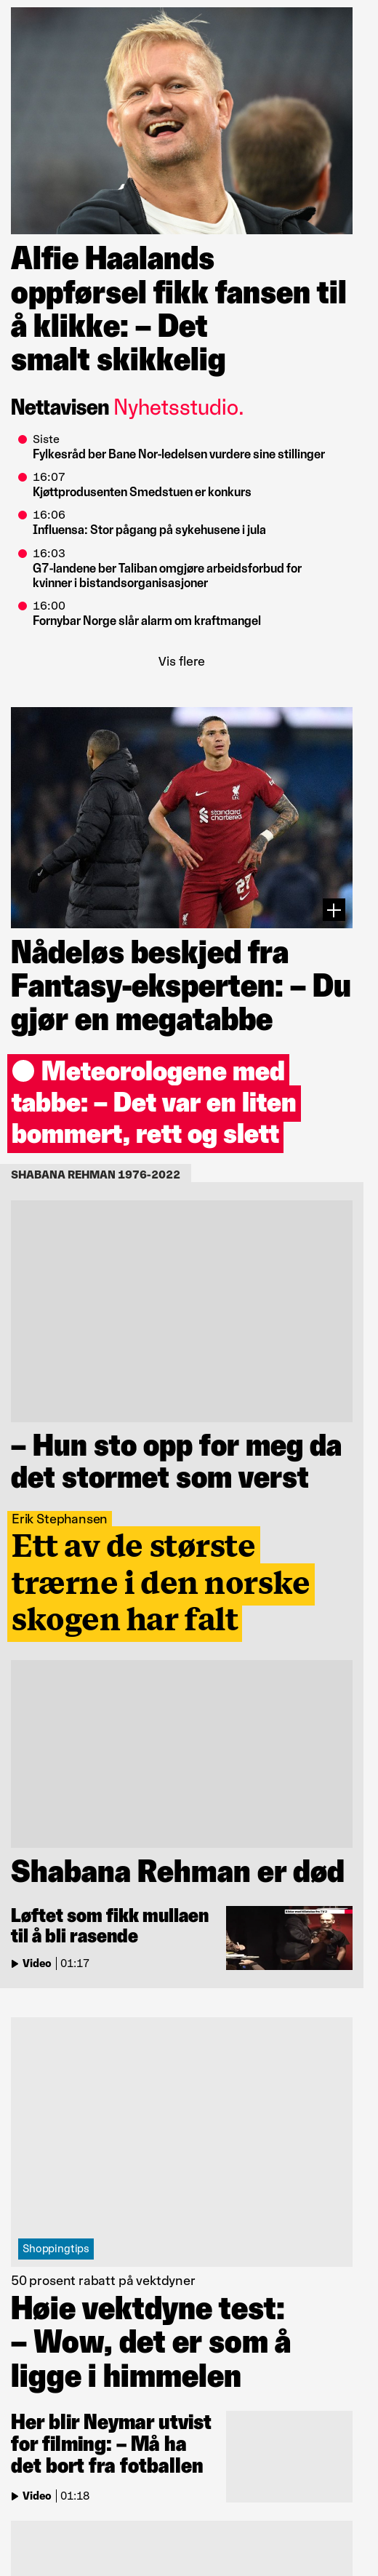 Alfie Haalands
oppførsel fikk fansen til
å klikke: – Det
smalt skikkelig
Nettavisen Nyhetsstudio.
Siste
Fylkesråd ber Bane Nor-ledelsen vurdere sine stillinger
16:07
Kjøttprodusenten Smedstuen er konkurs
16:06
Influensa: Stor pågang på sykehusene i jula
16:03
G7-landene ber Taliban omgjøre arbeidsforbud for
kvinner i bistandsorganisasjoner
16:00
Fornybar Norge slår alarm om kraftmangel
Vis flere
standard
chartered
27
Nådeløs beskjed fra
Fantasy-eksperten: – Du
gjør en megatabbe
Meteorologene med
tabbe: – Det var en liten
bommert, rett og slett
SHABANA REHMAN 1976-2022
– Hun sto opp for meg da
det stormet som verst
Erik Stephansen
Ett av de største
trærne i den norske
skogen har falt
Shabana Rehman er død
Løftet som fikk mullaen
til å bli rasende
Video 01:17
Shoppingtips
50 prosent rabatt på vektdyner
Høie vektdyne test:
– Wow, det er som å
ligge i himmelen
Her blir Neymar utvist
for filming: – Må ha
det bort fra fotballen
Video 01:18